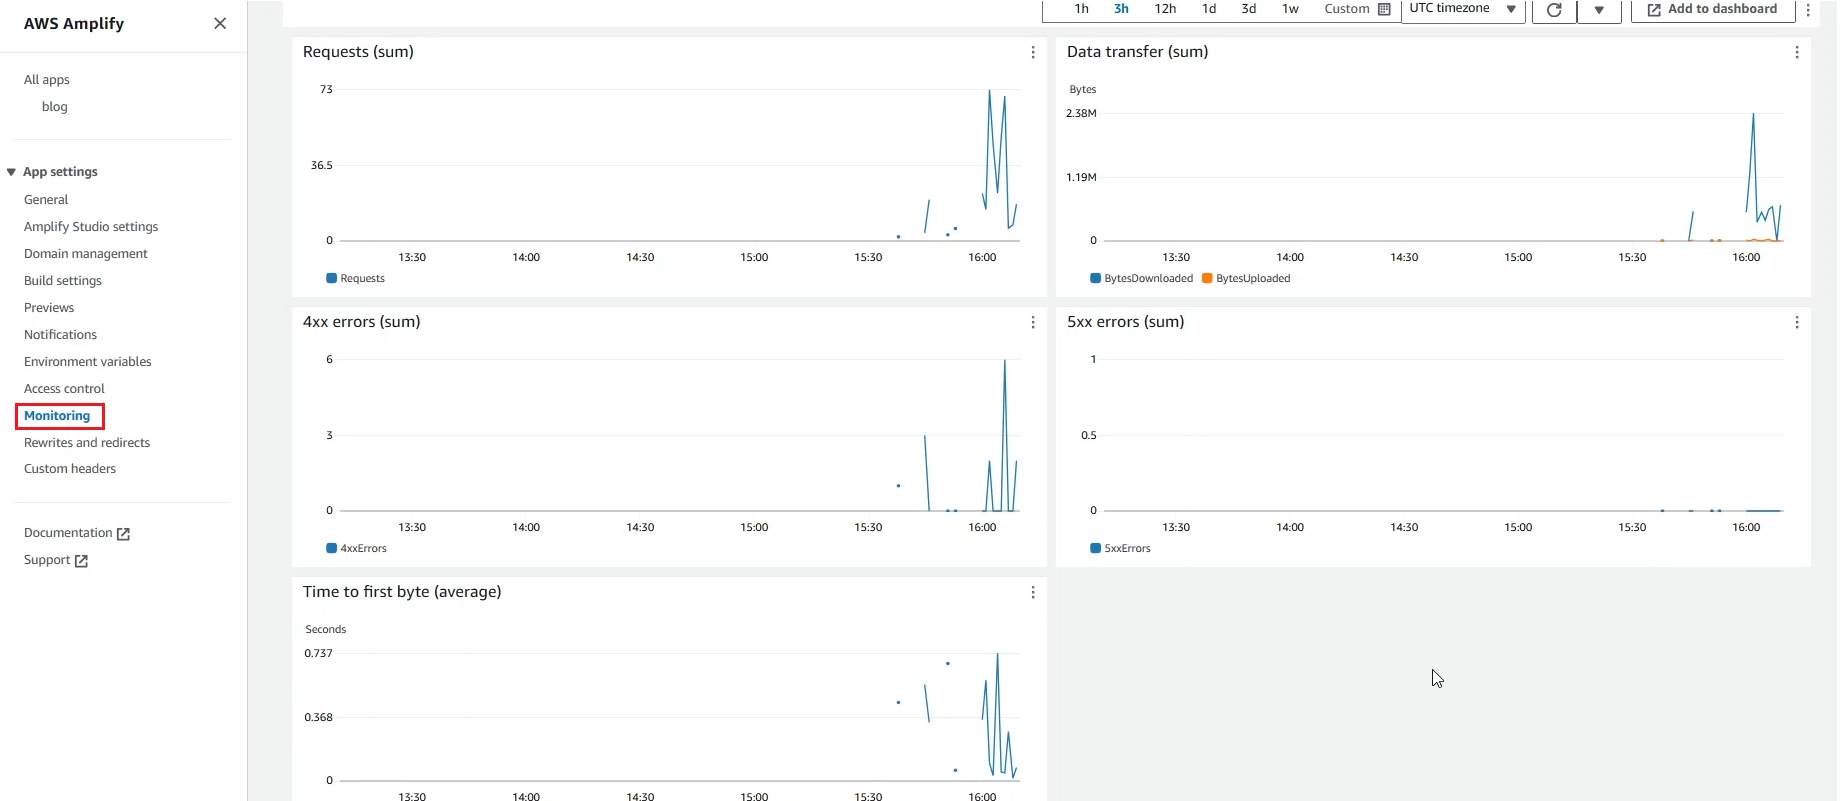 AWS Amplify
All apps
blog
App settings
General
Amplify Studio settings
Domain management
Build settings
Previews
Notifications
Environment variables
Access control
Monitoring
Rewrites and redirects
Custom headers
Documentation
Support
1h 3h 12h 1d 3d 1w Custom UTC timezone Add to dashboard
Requests (sum)
73
36.5
0
13:30 14:00 14:30 15:00 15:30 16:00
Requests
Data transfer (sum)
Bytes
2.38M
1.19M
0
13:30 14:00 14:30 15:00 15:30 16:00
BytesDownloaded BytesUploaded
4xx errors (sum)
6
3
0
13:30 14:00 14:30 15:00 15:30 16:00
4xxErrors
5xx errors (sum)
1
0.5
0
13:30 14:00 14:30 15:00 15:30 16:00
5xxErrors
Time to first byte (average)
Seconds
0.737
0.368
0
13:30 14:00 14:30 15:00 15:30 16:00